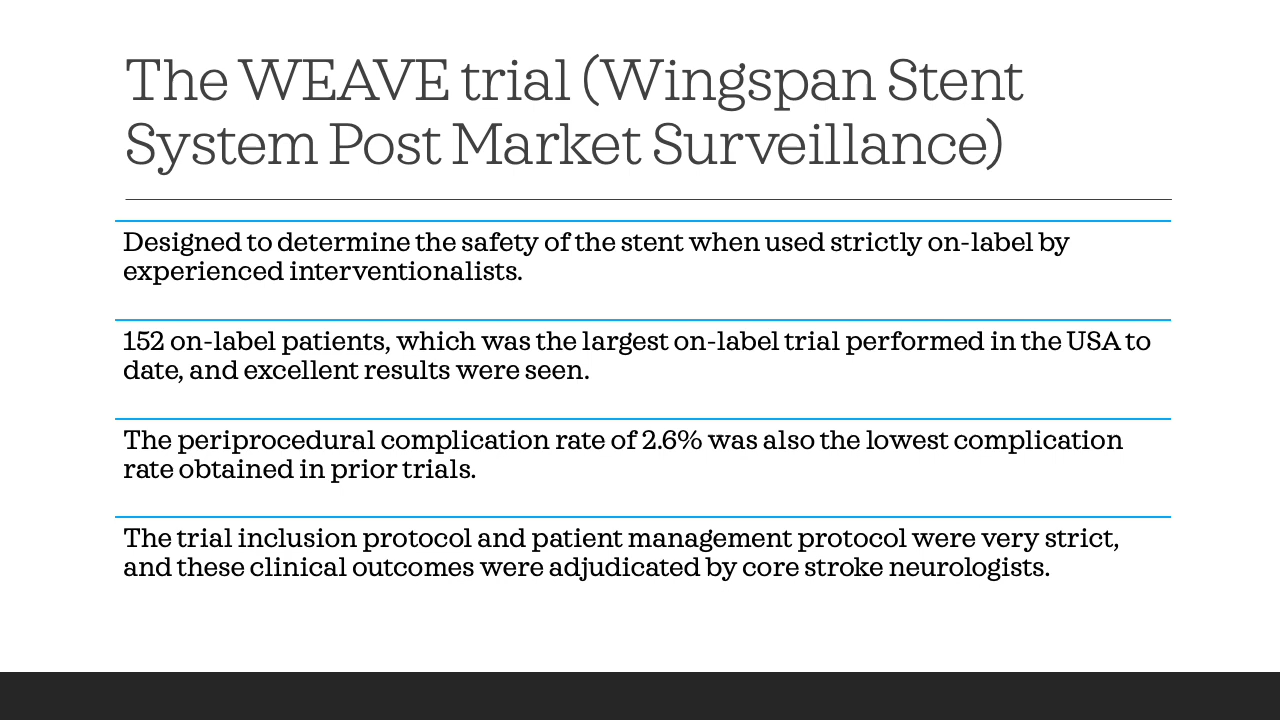 The WEAVE trial (Wingspan Stent
System Post Market Surveillance)
Designed to determine the safety of the stent when used strictly on-label by
experienced interventionalists.
152 on-label patients, which was the largest on-label trial performed in the USA to
date, and excellent results were seen.
The periprocedural complication rate of 2.6% was also the lowest complication
rate obtained in prior trials.
The trial inclusion protocol and patient management protocol were very strict,
and these clinical outcomes were adjudicated by core stroke neurologists.